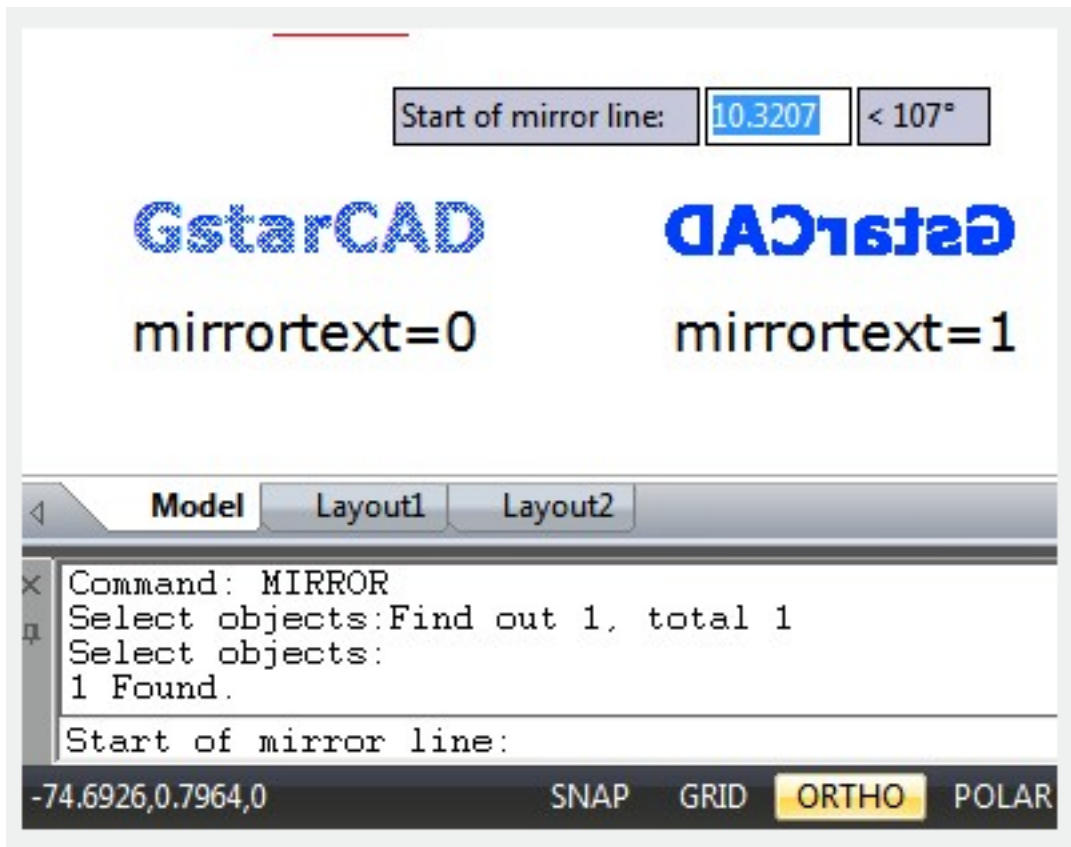 Start of mirror line: 10.3207 < 107°
GstarCAD GstarCAD
mirrortext=0 mirrortext=1
Model Layout1 Layout2
Command: MIRROR
Select objects:Find out 1, total 1
Select objects:
1 Found.
Start of mirror line:
-74.6926,0.7964,0 SNAP GRID ORTHO POLAR